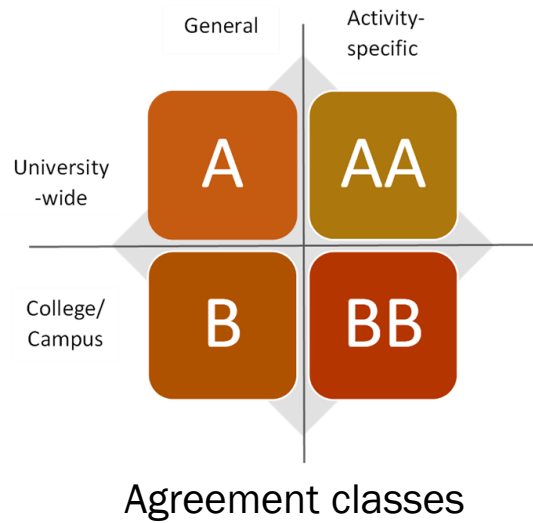 General
Activity-
specific
University
-wide
A
AA
College/
Campus
B
BB
Agreement classes